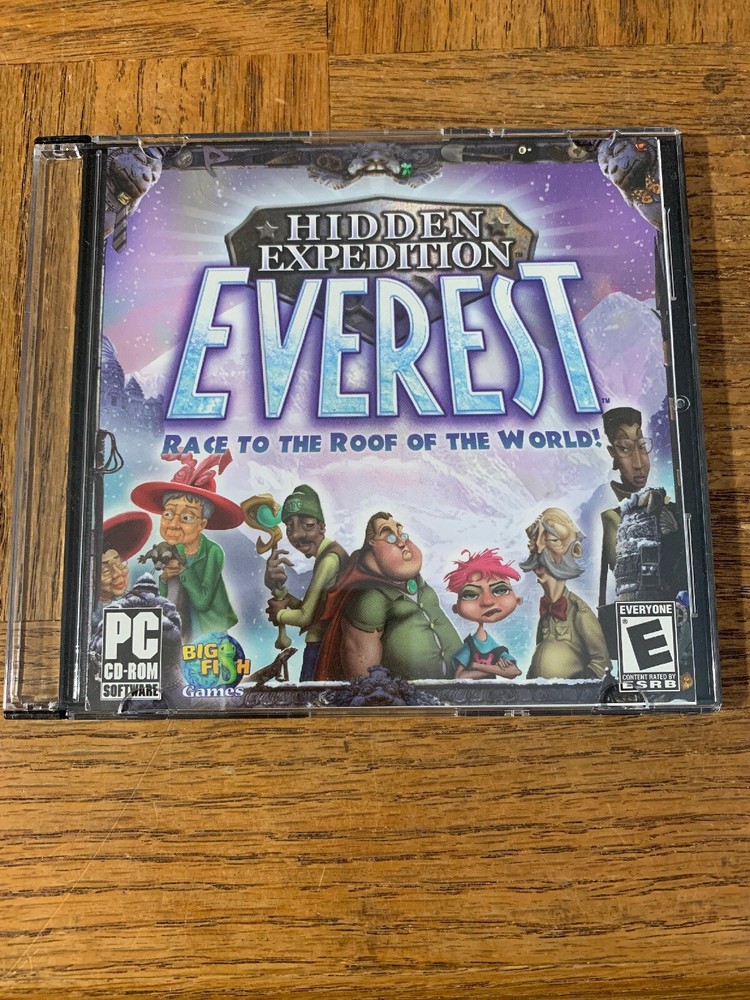 HIDDEN
EXPEDITION
EVEREST™
RACE TO THE ROOF OF THE WORLD!
PC
CD-ROM
SOFTWARE
BIG
FISH
Games
EVERYONE
E
CONTENT RATED BY
ESRB